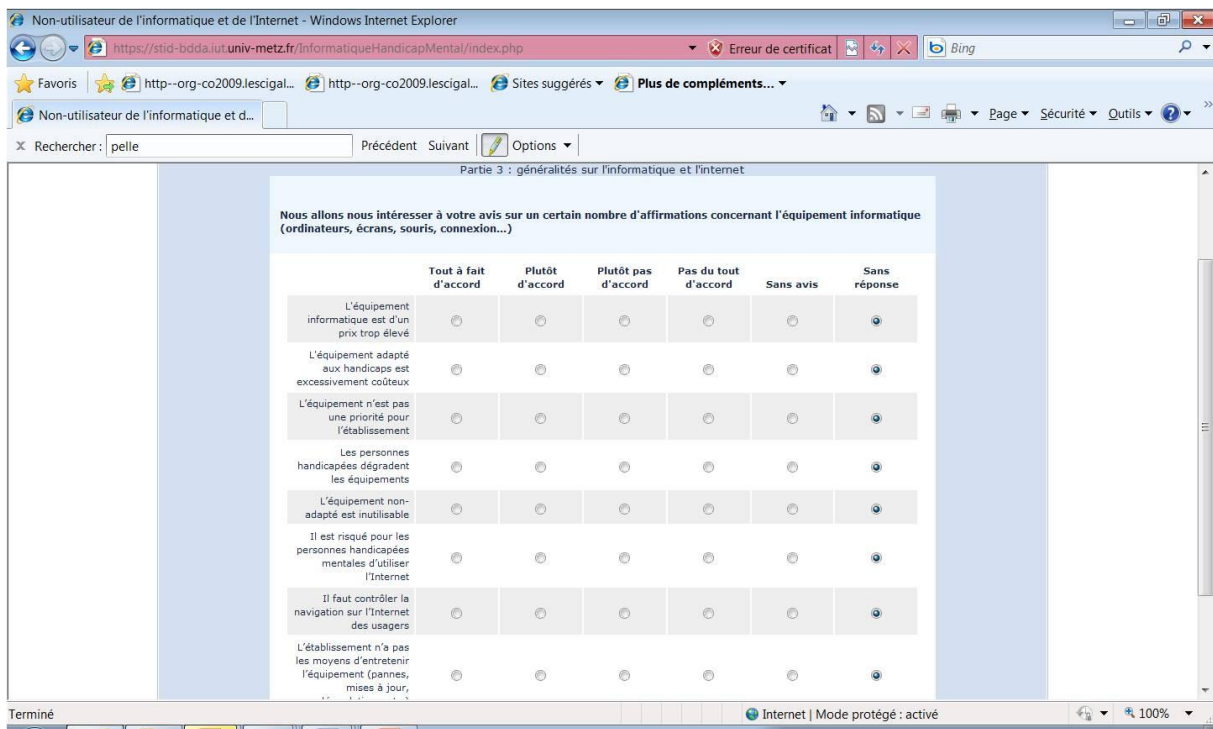 Non-utilisateur de l'informatique et de l'Internet - Windows Internet Explorer
https://stid-bdda.iut.univ-metz.fr/InformatiqueHandicapMental/index.php
Erreur de certificat
Bing
Favoris
http--org-co2009.lescigal...
http--org-co2009.lescigal...
Sites suggérés
Plus de compléments...
Non-utilisateur de l'informatique et d...
Page
Sécurité
Outils
X Rechercher : pelle
Précédent
Suivant
Options
Partie 3 : généralités sur l'informatique et l'internet
Nous allons nous intéresser à votre avis sur un certain nombre d'affirmations concernant l'équipement informatique
(ordinateurs, écrans, souris, connexion...)
Tout à fait
d'accord
Plutôt
d'accord
Plutôt pas
d'accord
Pas du tout
d'accord
Sans avis
Sans
réponse
L'équipement
informatique est d'un
prix trop élevé
L'équipement adapté
aux handicaps est
excessivement coûteux
L'équipement n'est pas
une priorité pour
l'établissement
Les personnes
handicapées dégradent
les équipements
L'équipement non-
adapté est inutilisable
Il est risqué pour les
personnes handicapées
mentales d'utiliser
l'Internet
Il faut contrôler la
navigation sur l'Internet
des usagers
L'établissement n'a pas
les moyens d'entretenir
l'équipement (pannes,
mises à jour,
Terminé
Internet | Mode protégé : activé
100%